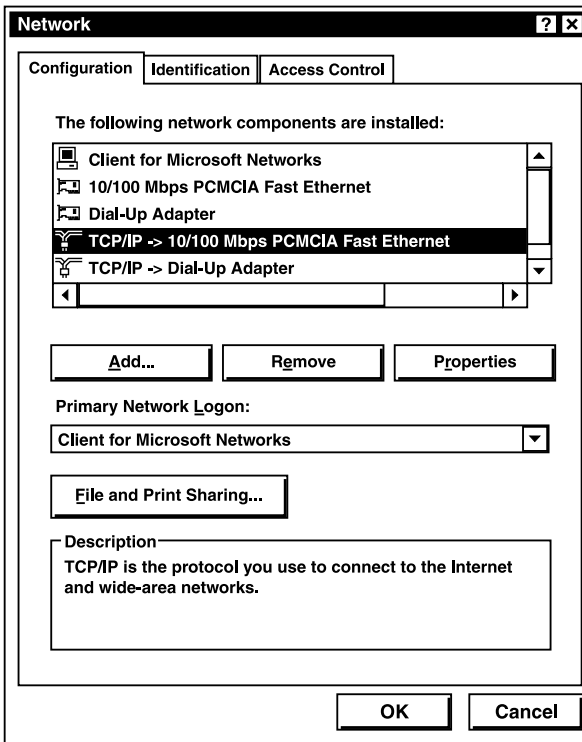 Network
?
Configuration
Identification
Access Control
The following network components are installed:
Client for Microsoft Networks
10/100 Mbps PCMCIA Fast Ethernet
Dial-Up Adapter
TCP/IP -> 10/100 Mbps PCMCIA Fast Ethernet
TCP/IP -> Dial-Up Adapter
Add...
Remove
Properties
Primary Network Logon:
Client for Microsoft Networks
File and Print Sharing...
Description
TCP/IP is the protocol you use to connect to the Internet
and wide-area networks.
OK
Cancel